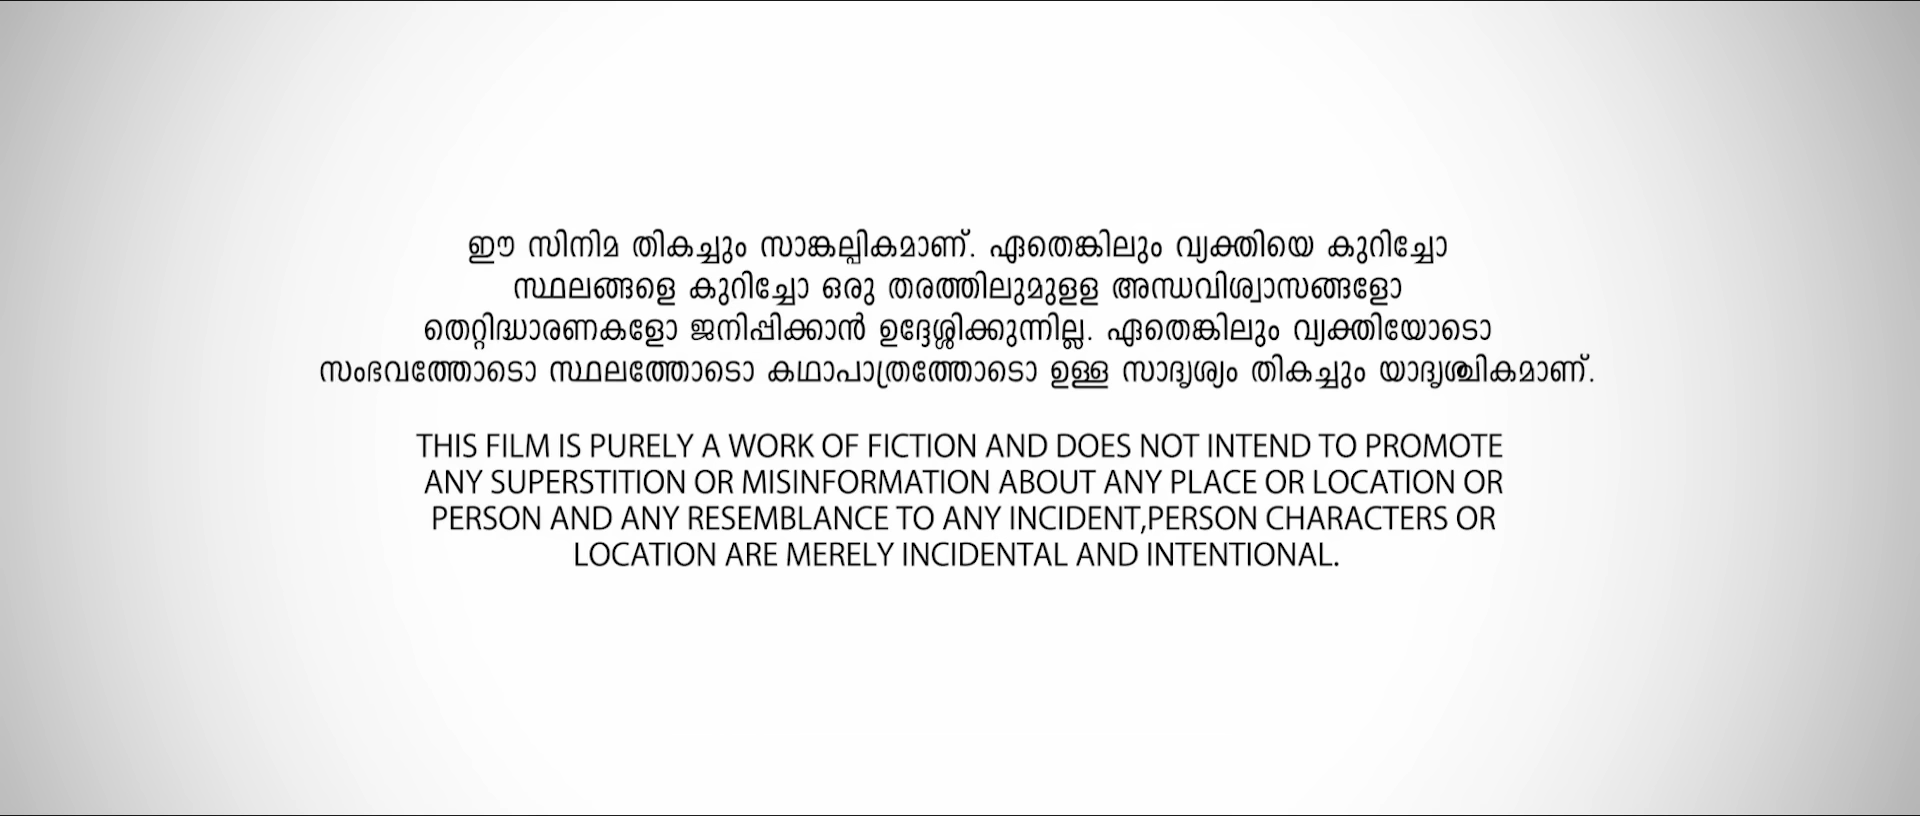 ഈ സിനിമ തികച്ചും സാങ്കല്പികമാണ്. ഏതെങ്കിലും വ്യക്തിയെ കുറിച്ചോ
സ്ഥലങ്ങളെ കുറിച്ചോ ഒരു തരത്തിലുമുളള അന്ധവിശ്വാസങ്ങളോ
തെറ്റിദ്ധാരണകളോ ജനിപ്പിക്കാൻ ഉദ്ദേശ്ശിക്കുന്നില്ല. ഏതെങ്കിലും വ്യക്തിയോടൊ
സംഭവത്തോടൊ സ്ഥലത്തോടൊ കഥാപാത്രത്തോടൊ ഉള്ള സാദൃശ്യം തികച്ചും യാദൃശ്ചികമാണ്.
THIS FILM IS PURELY A WORK OF FICTION AND DOES NOT INTEND TO PROMOTE
ANY SUPERSTITION OR MISINFORMATION ABOUT ANY PLACE OR LOCATION OR
PERSON AND ANY RESEMBLANCE TO ANY INCIDENT,PERSON CHARACTERS OR
LOCATION ARE MERELY INCIDENTAL AND INTENTIONAL.